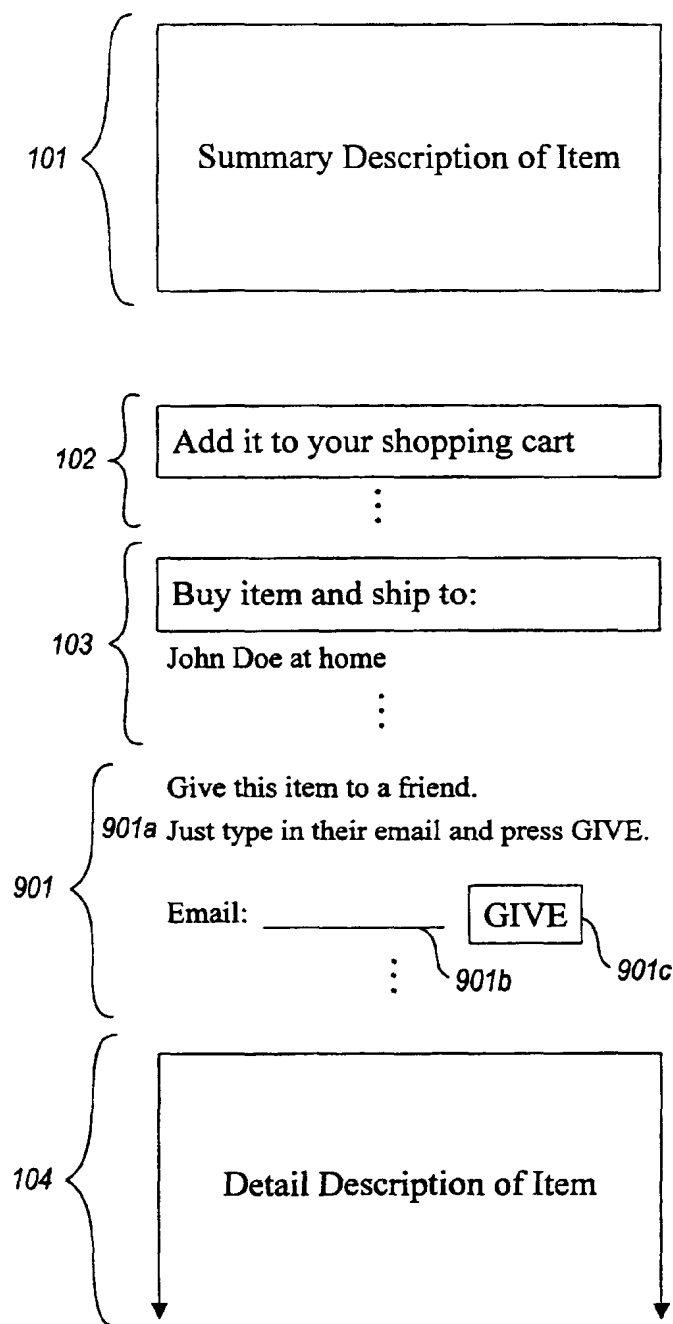 101
Summary Description of Item
102
Add it to your shopping cart
103
Buy item and ship to:
John Doe at home
901
Give this item to a friend.
901a Just type in their email and press GIVE.
Email: GIVE
901b
901c
104
Detail Description of Item